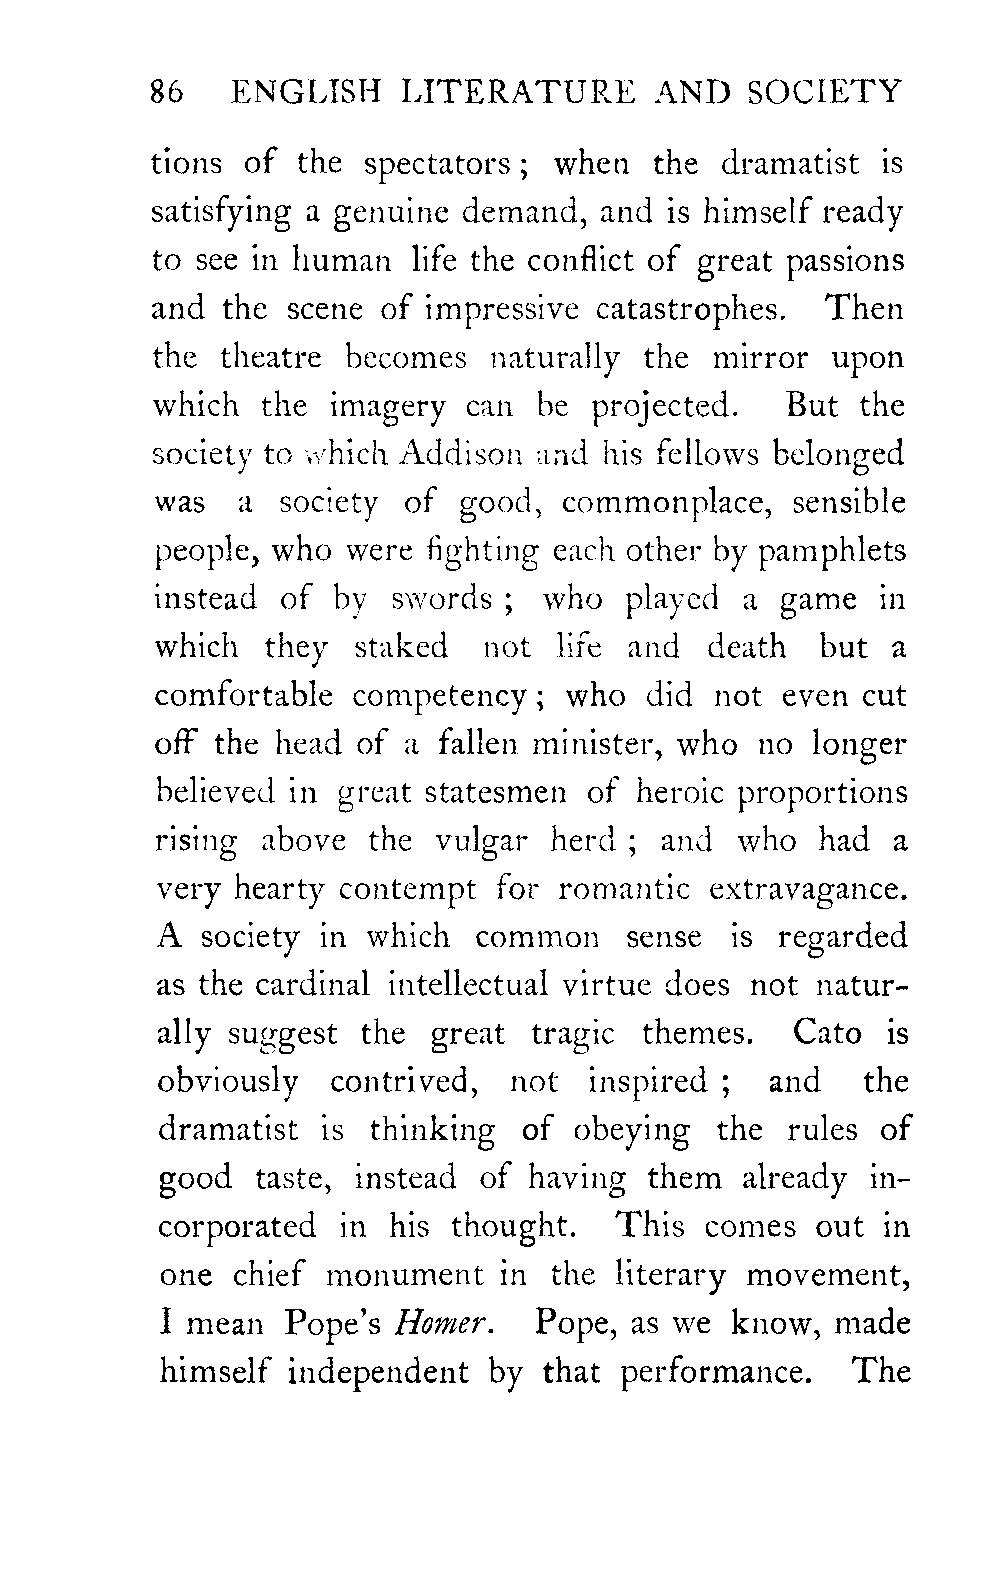 86 ENGLISH LITERATURE AND SOCIETY
tions of the spectators ; when the dramatist is
satisfying a genuine demand, and is himself ready
to see in human life the conflict of great passions
and the scene of impressive catastrophes. Then
the theatre becomes naturally the mirror upon
which the imagery can be projected. But the
society to which Addison and his fellows belonged
was a society of good, commonplace, sensible
people, who were fighting each other by pamphlets
instead of by swords ; who played a game in
which they staked not life and death but a
comfortable competency ; who did not even cut
off the head of a fallen minister, who no longer
believed in great statesmen of heroic proportions
rising above the vulgar herd ; and who had a
very hearty contempt for romantic extravagance.
A society in which common sense is regarded
as the cardinal intellectual virtue does not natur-
ally suggest the great tragic themes. Cato is
obviously contrived, not inspired ; and the
dramatist is thinking of obeying the rules of
good taste, instead of having them already in-
corporated in his thought. This comes out in
one chief monument in the literary movement,
I mean Pope's Homer. Pope, as we know, made
himself independent by that performance. The